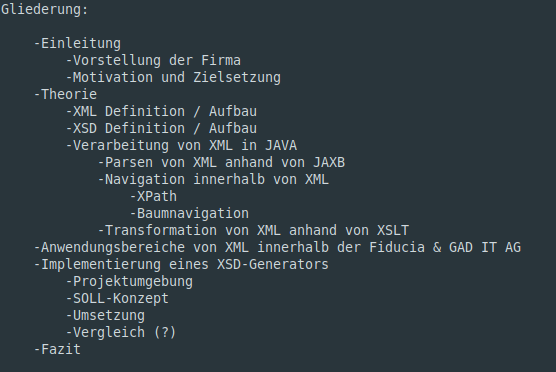 Gliederung:
-Einleitung
-Vorstellung der Firma
-Motivation und Zielsetzung
-Theorie
-XML Definition / Aufbau
-XSD Definition / Aufbau
-Verarbeitung von XML in JAVA
-Parsen von XML anhand von JAXB
-Navigation innerhalb von XML
-XPath
-Baumnavigation
-Transformation von XML anhand von XSLT
-Anwendungsbereiche von XML innerhalb der Fiducia & GAD IT AG
-Implementierung eines XSD-Generators
-Projektumgebung
-SOLL-Konzept
-Umsetzung
-Vergleich (?)
-Fazit